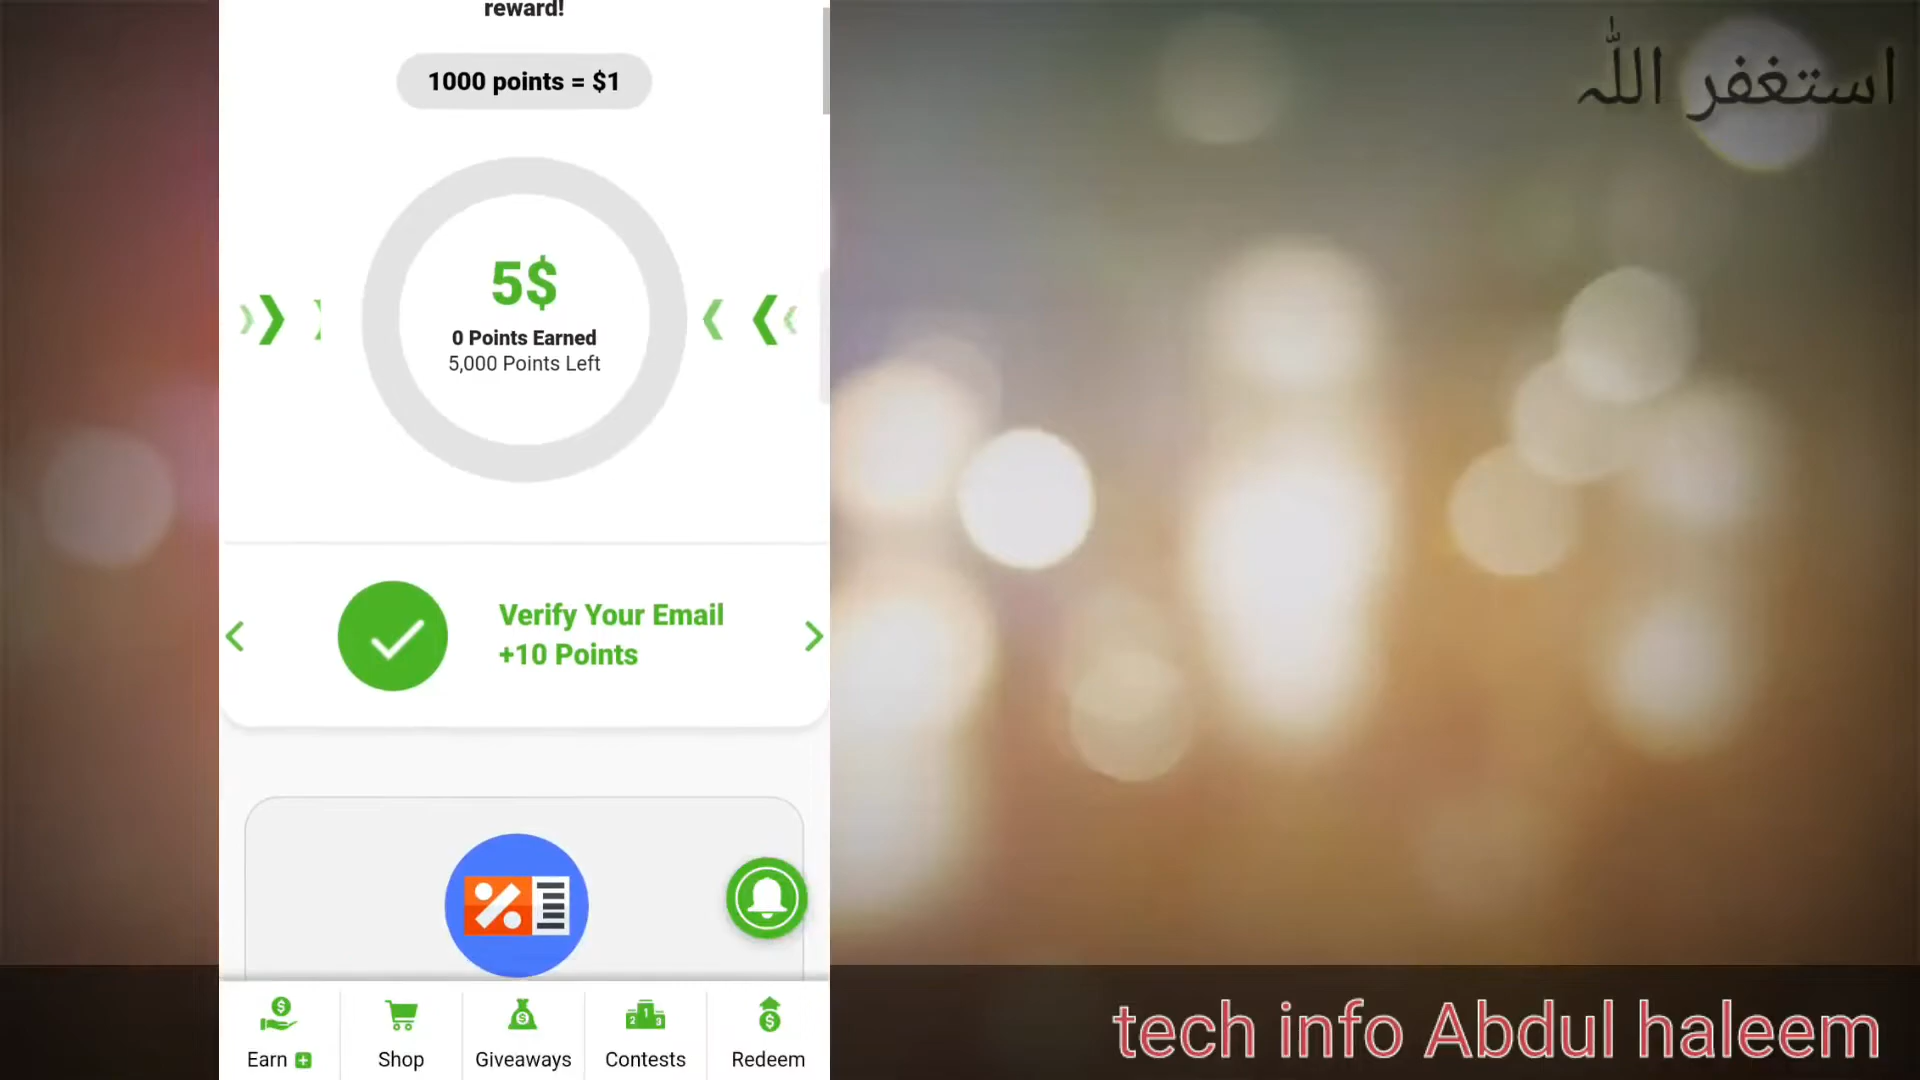 reward!
1000 points = $1
5$
0 Points Earned
5,000 Points Left
Verify Your Email
+10 Points
Earn
Shop
Giveaways
Contests
Redeem
استغفر اللّٰہ
tech info Abdul haleem